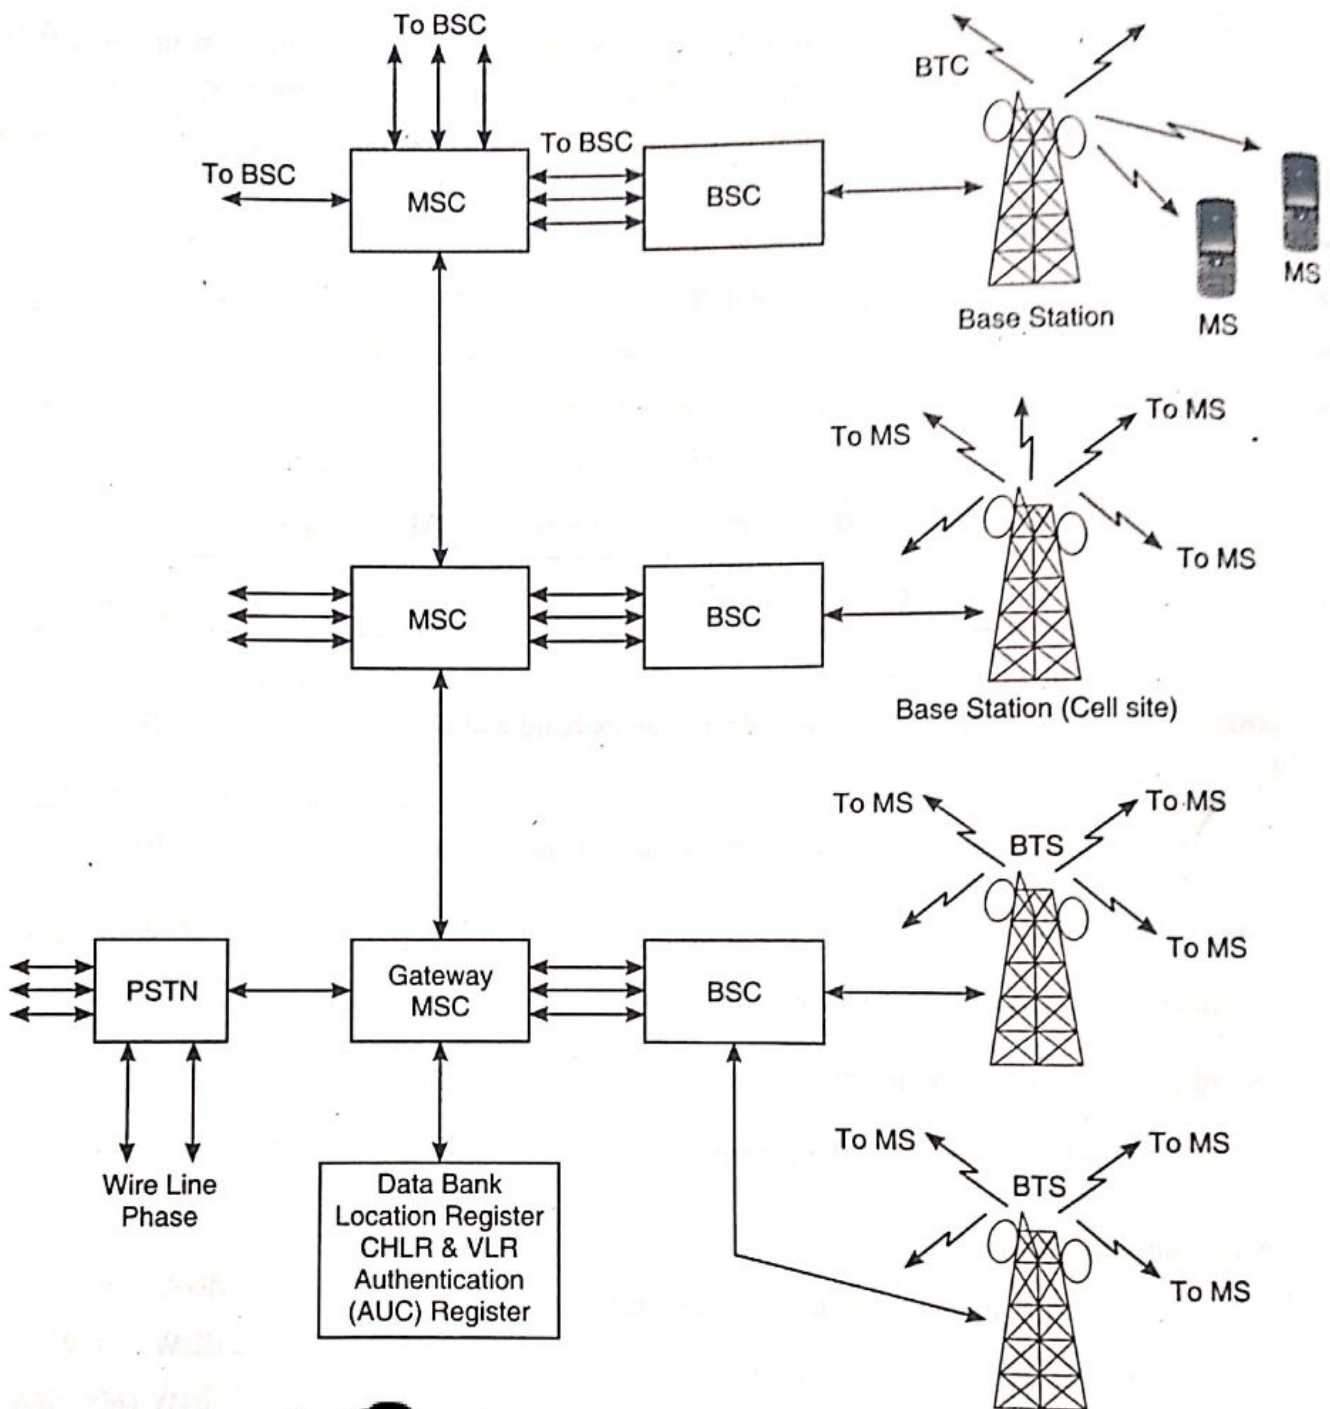 To BSC
BTC
To BSC
To BSC
MSC
BSC
MS
Base Station
MS
To MS
To MS
To MS
MSC
BSC
Base Station (Cell site)
To MS
To MS
BTS
To MS
PSTN
Gateway
MSC
BSC
To MS
To MS
BTS
To MS
Wire Line
Phase
Data Bank
Location Register
CHLR & VLR
Authentication
(AUC) Register